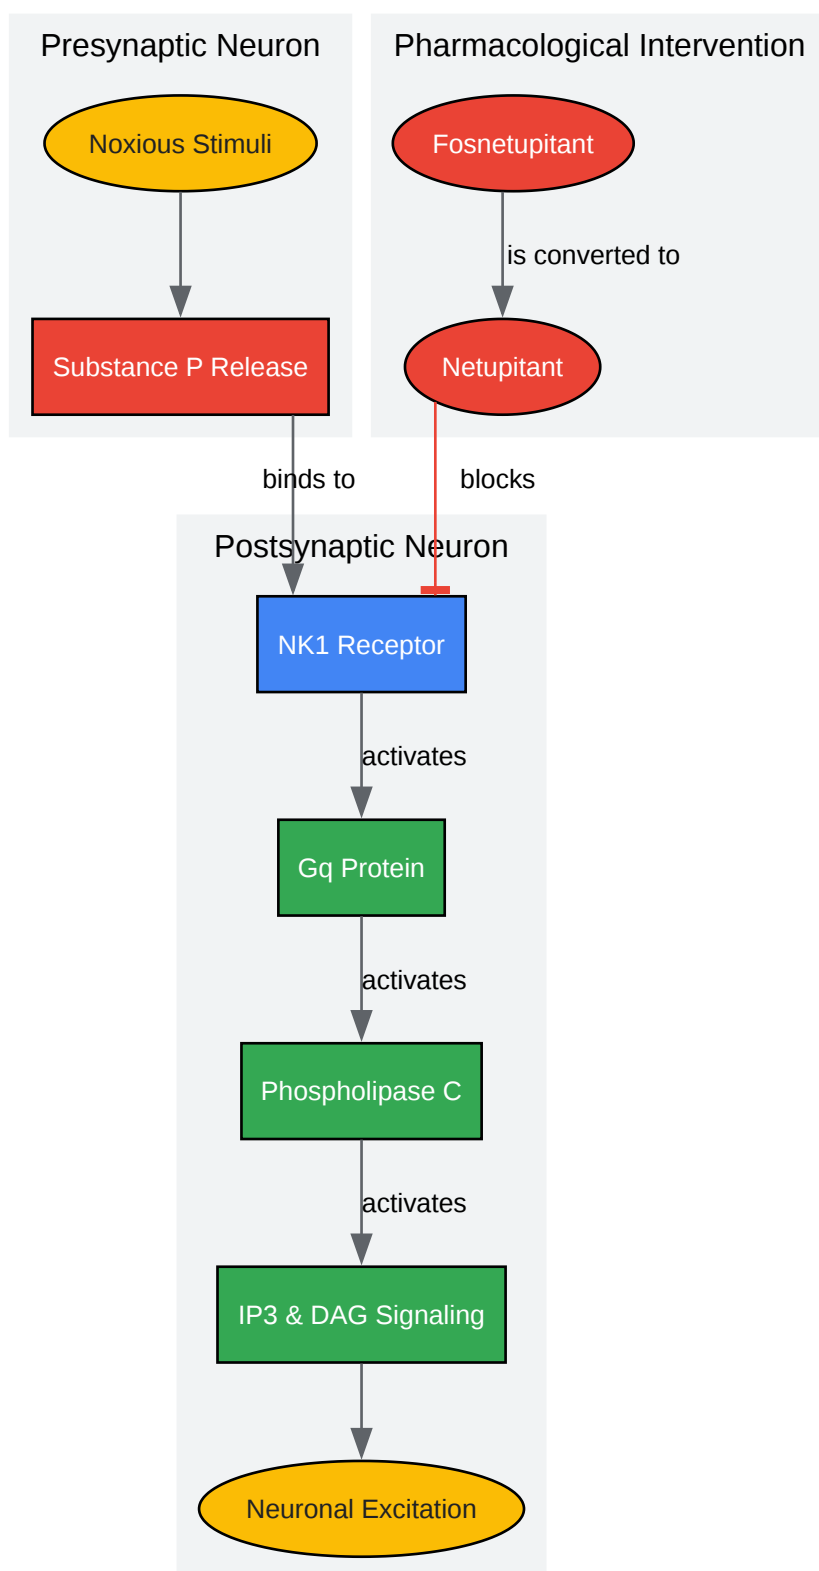 Presynaptic Neuron
Pharmacological Intervention
Noxious Stimuli
Fosnetupitant
is converted to
Substance P Release
Netupitant
binds to
blocks
Postsynaptic Neuron
NK1 Receptor
activates
Gq Protein
activates
Phospholipase C
activates
IP3 & DAG Signaling
Neuronal Excitation